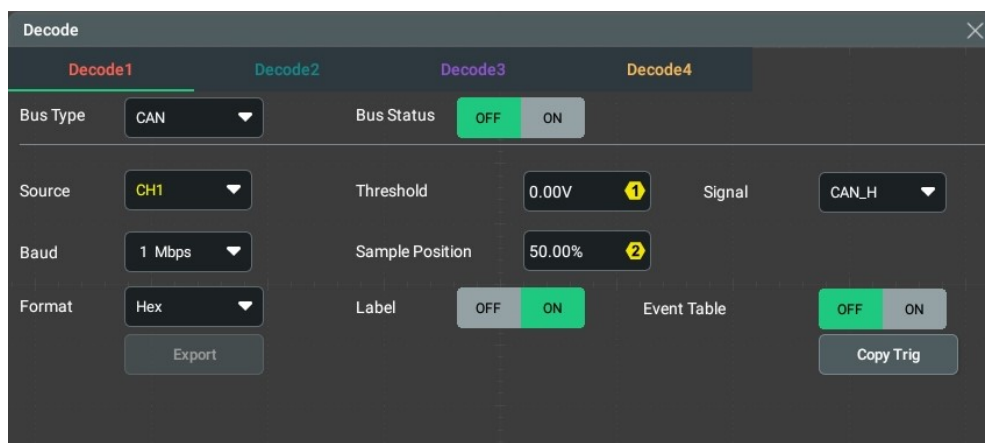 Decode
Decode1 Decode2 Decode3 Decode4
Bus Type CAN Bus Status OFF ON
Source CH1 Threshold 0.00V 1 Signal CAN_H
Baud 1 Mbps Sample Position 50.00% 2
Format Hex Label OFF ON Event Table OFF ON
Export Copy Trig